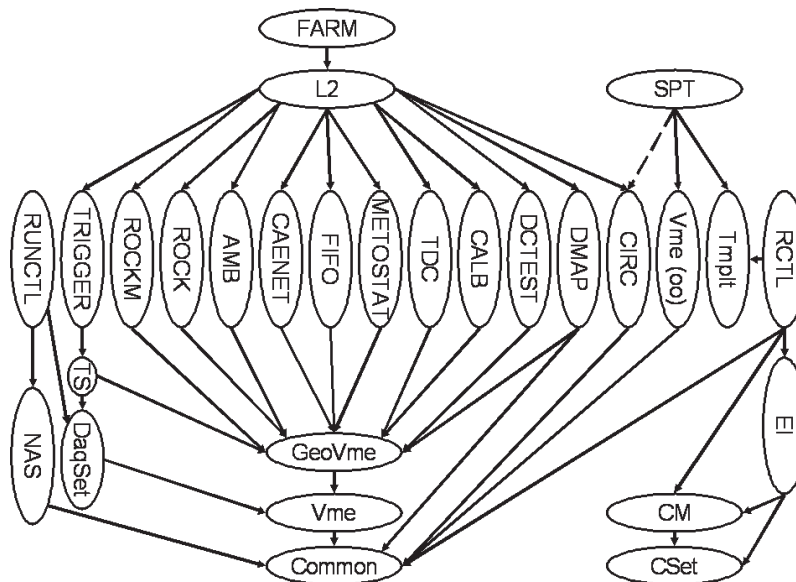 FARM
L2
SPT
RUNCTL
TRIGGER
ROCKM
ROCK
AMB
CAENET
FIFO
METOSTAT
TDC
CALB
DCTEST
DMAP
CIRC
Vme (oo)
Tmplt
RCTL
TS
NAS
DaqSet
EI
GeoVme
Vme
CM
Common
CSet